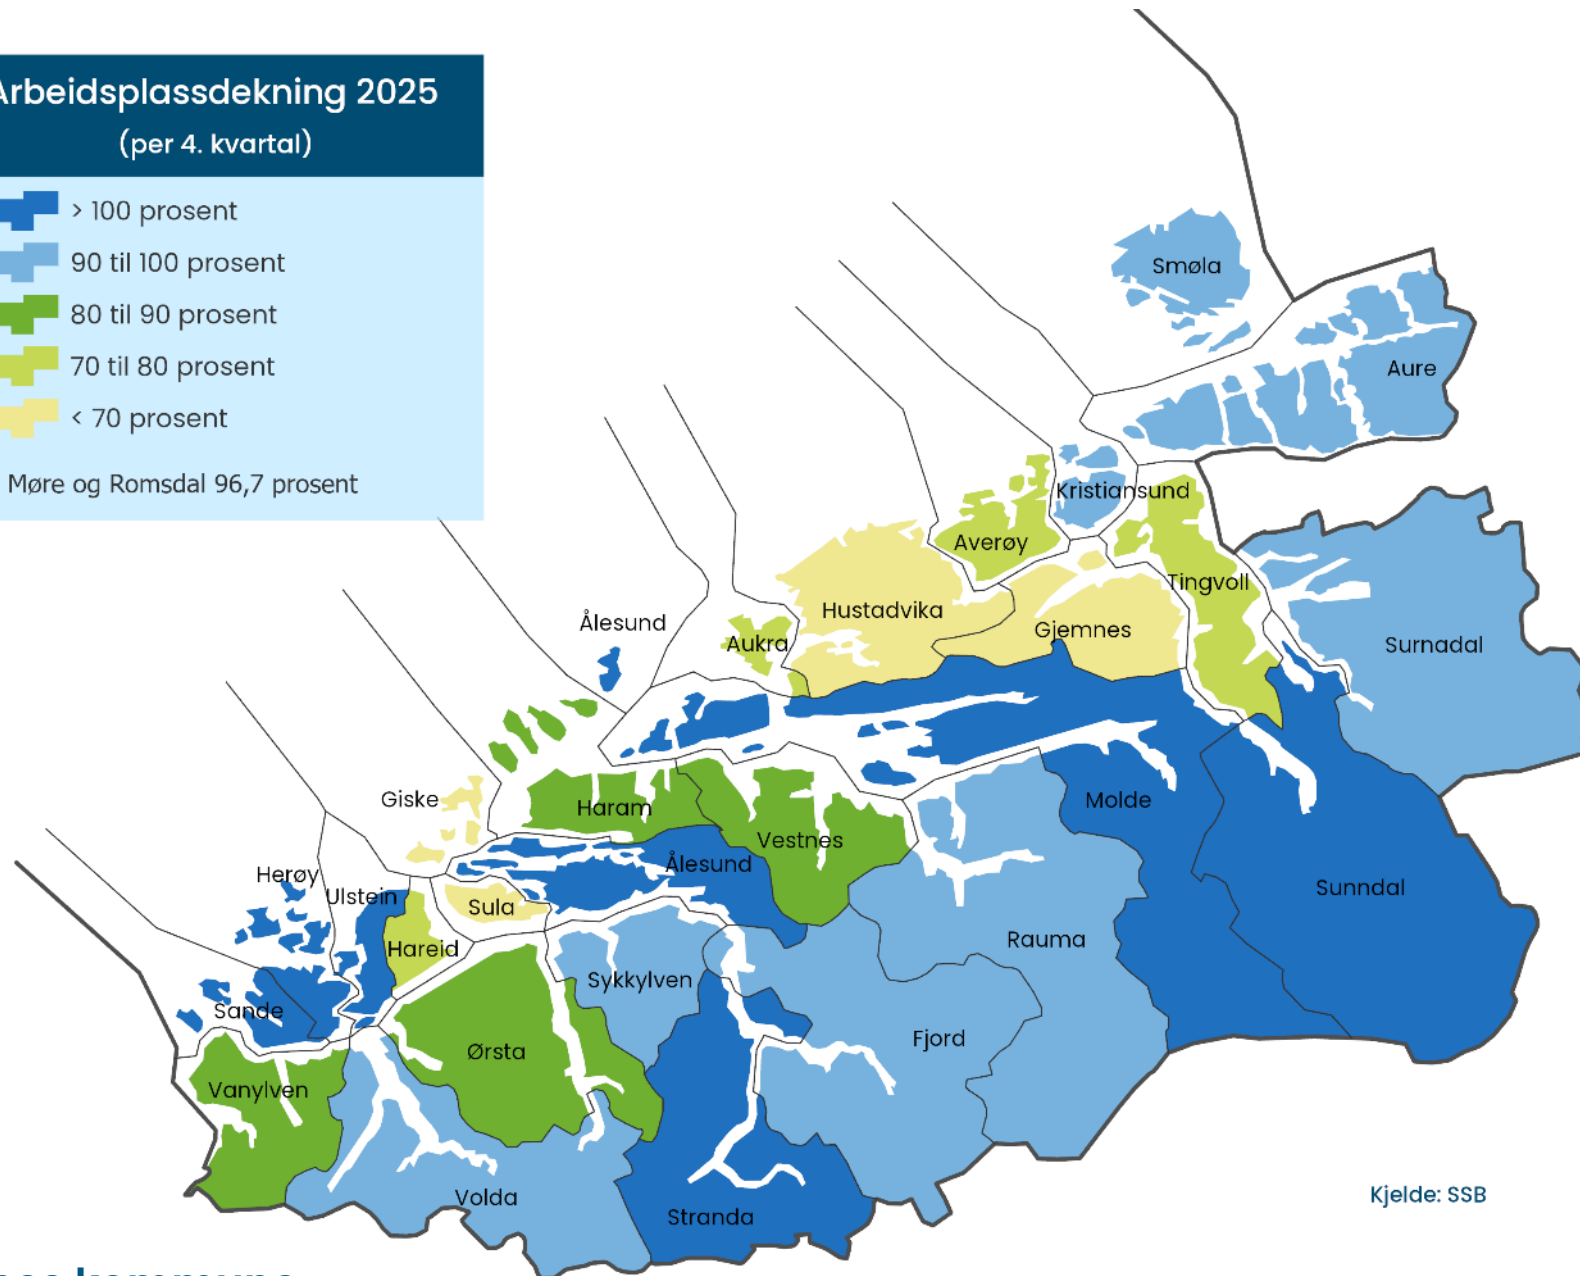 Arbeidsplassdekning 2025
(per 4. kvartal)
> 100 prosent
90 til 100 prosent
80 til 90 prosent
70 til 80 prosent
< 70 prosent
Møre og Romsdal 96,7 prosent
Smøla
Aure
Kristiansund
Averøy
Tingvoll
Hustadvika
Ålesund
Gjemnes
Aukra
Surnadal
Giske
Haram
Molde
Vestnes
Ålesund
Herøy
Ulstein
Sunndal
Sula
Hareid
Rauma
Sykkylven
Sande
Fjord
Ørsta
Vanylven
Kjelde: SSB
Volda
Stranda
kommune